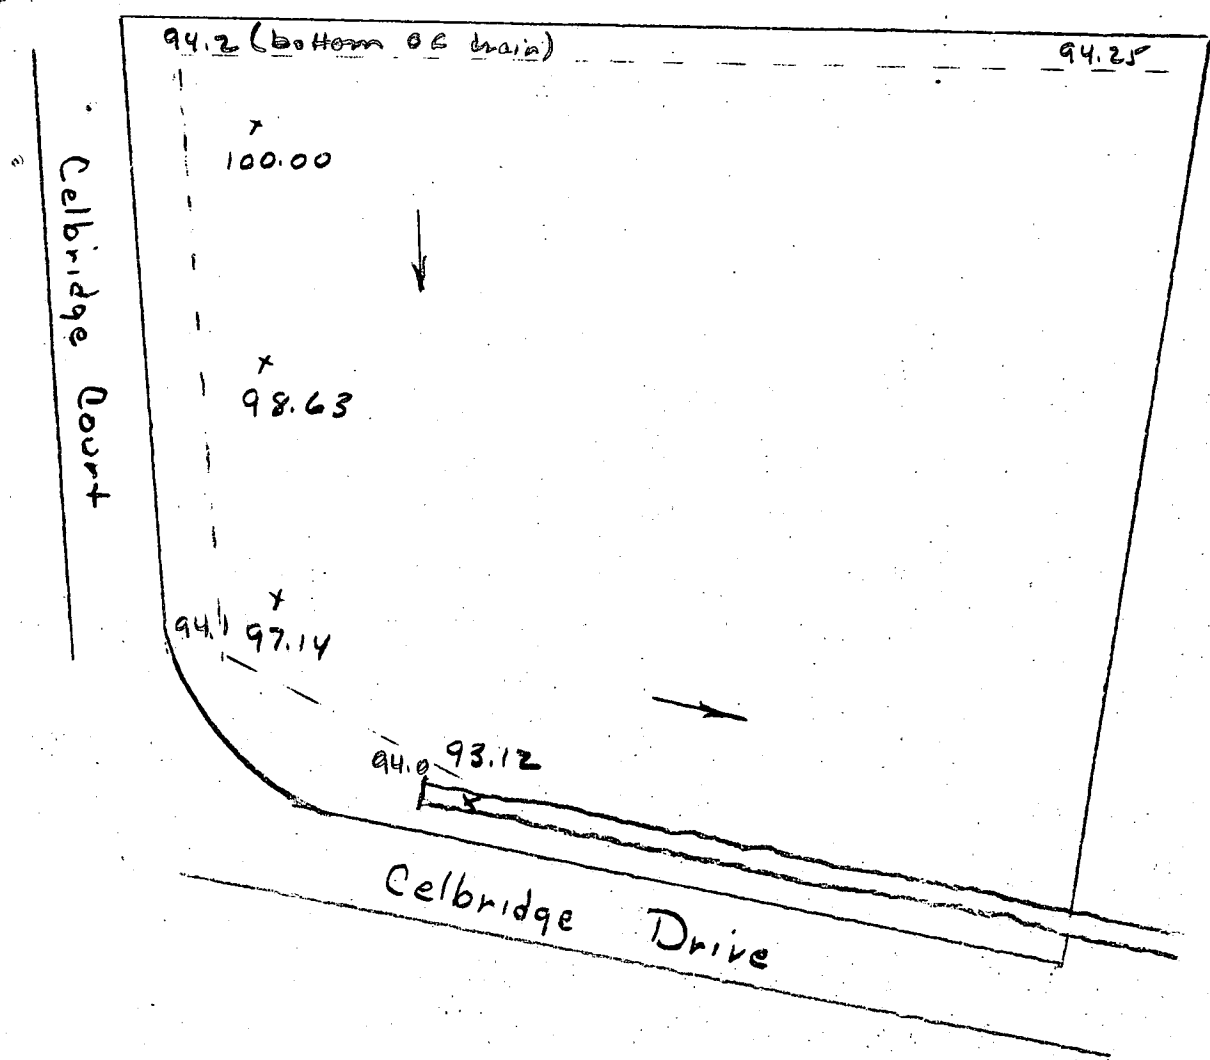 94.2 (bottom of drain)
94.25
100.00
Celbridge Court
98.63
94.1
97.14
94.0
93.12
Celbridge Drive